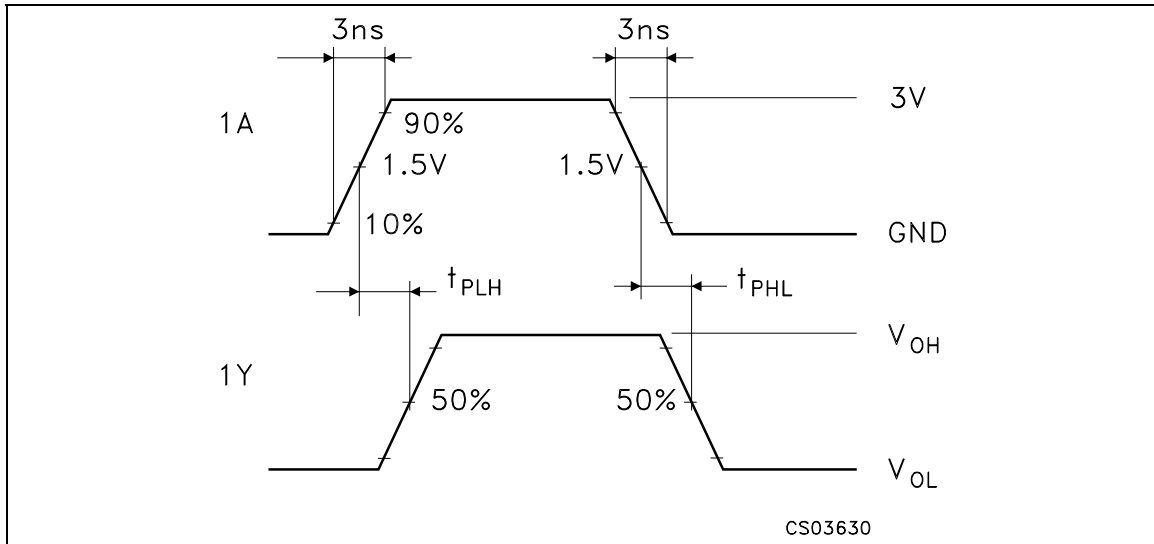 3ns 3ns
3V
1A
90%
1.5V 1.5V
10%
GND
tPLH tPHL
VOH
1Y
50% 50%
VOL
CS03630